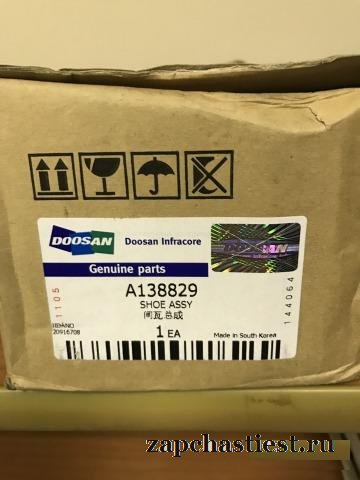 DOOSAN
Doosan Infracore
DOOSAN
Genuine parts
A138829
SHOE ASSY
闸瓦总成
1 EA
Made in South Korea
1105
144064
20916708
zapchastiest.ru